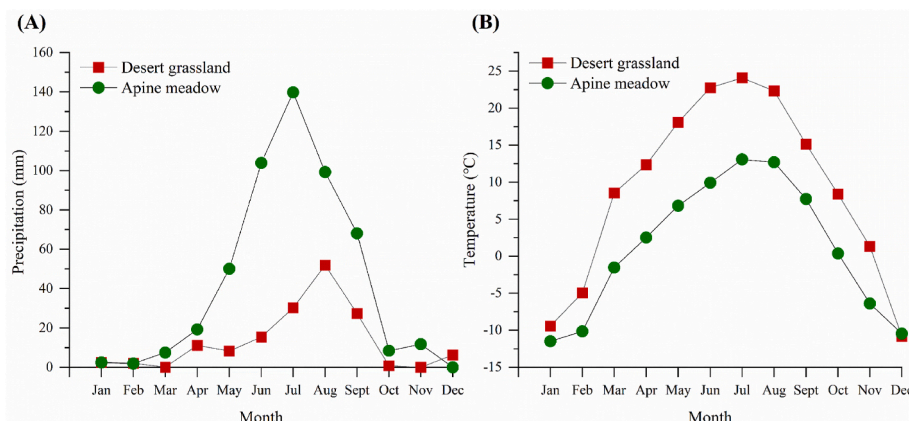 (A)
Precipitation (mm)
160
140
120
100
80
60
40
20
0
Desert grassland
Apine meadow
Jan Feb Mar Apr May Jun Jul Aug Sept Oct Nov Dec
Month
(B)
Temperature (°C)
25
20
15
10
5
0
-5
-10
-15
Desert grassland
Apine meadow
Jan Feb Mar Apr May Jun Jul Aug Sept Oct Nov Dec
Month